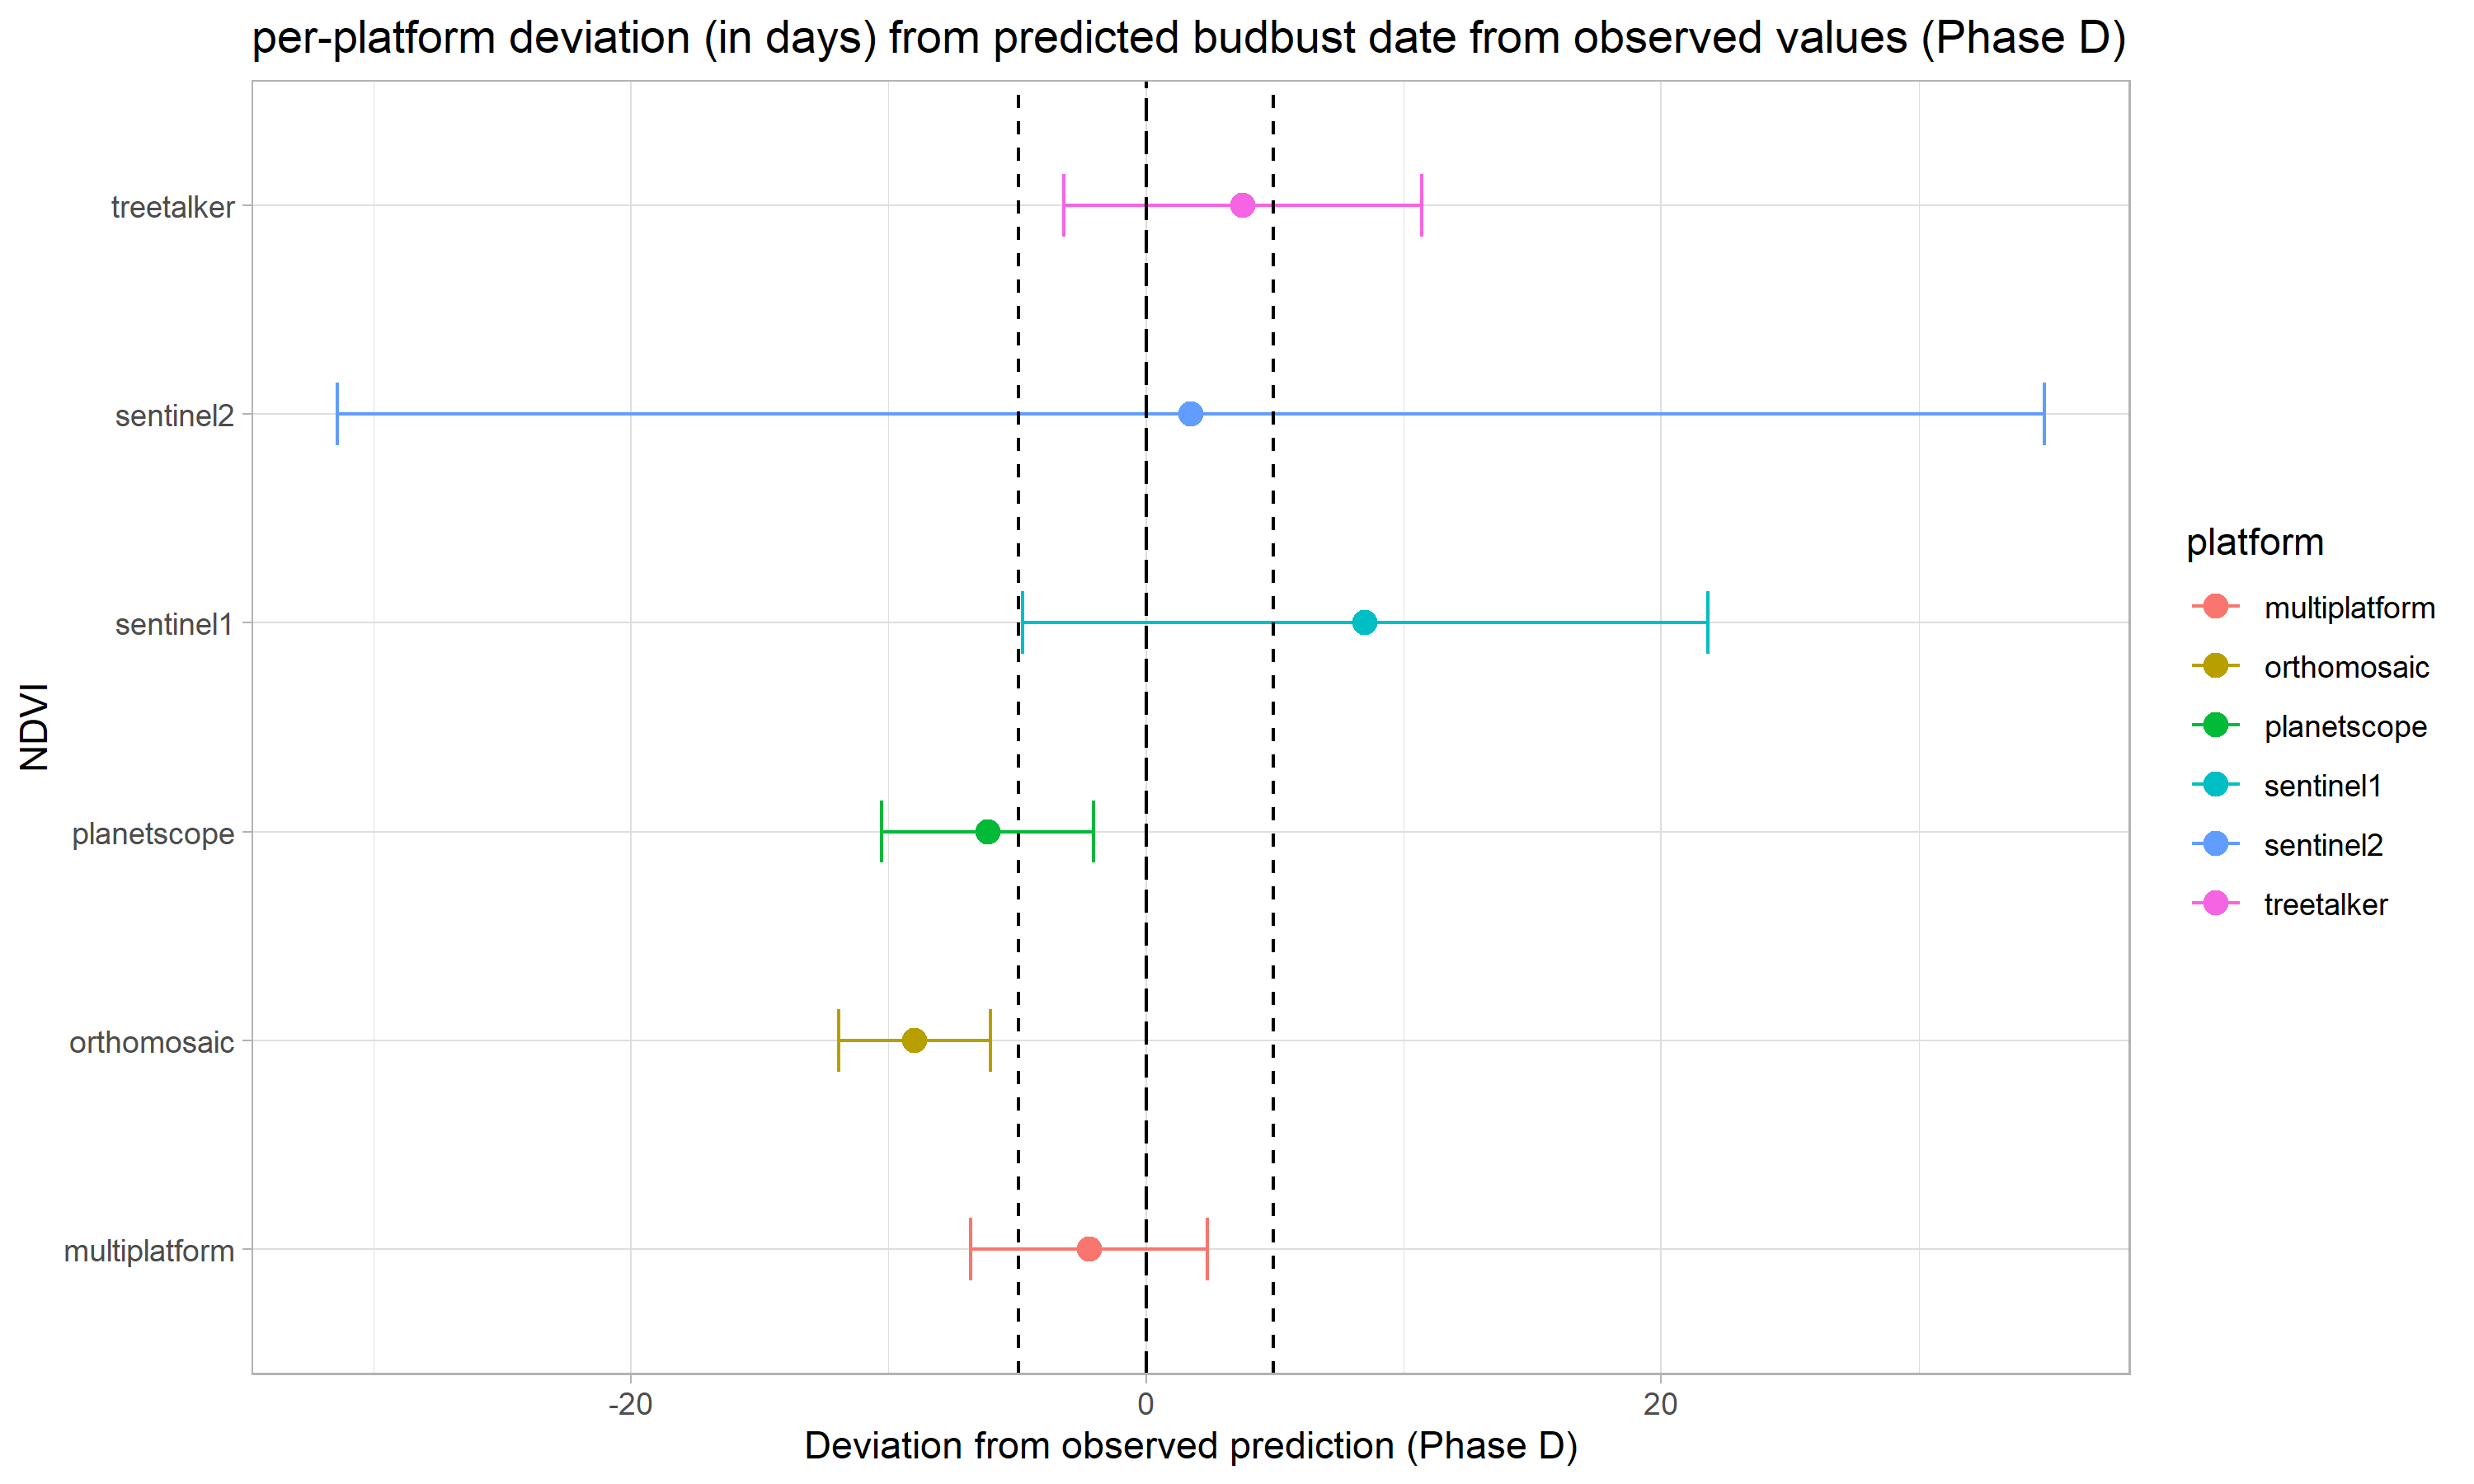 per-platform deviation (in days) from predicted budbust date from observed values (Phase D)
treetalker
sentinel2
sentinel1
planetscope
orthomosaic
multiplatform
NDVI
-20
0
20
Deviation from observed prediction (Phase D)
platform
multiplatform
orthomosaic
planetscope
sentinel1
sentinel2
treetalker